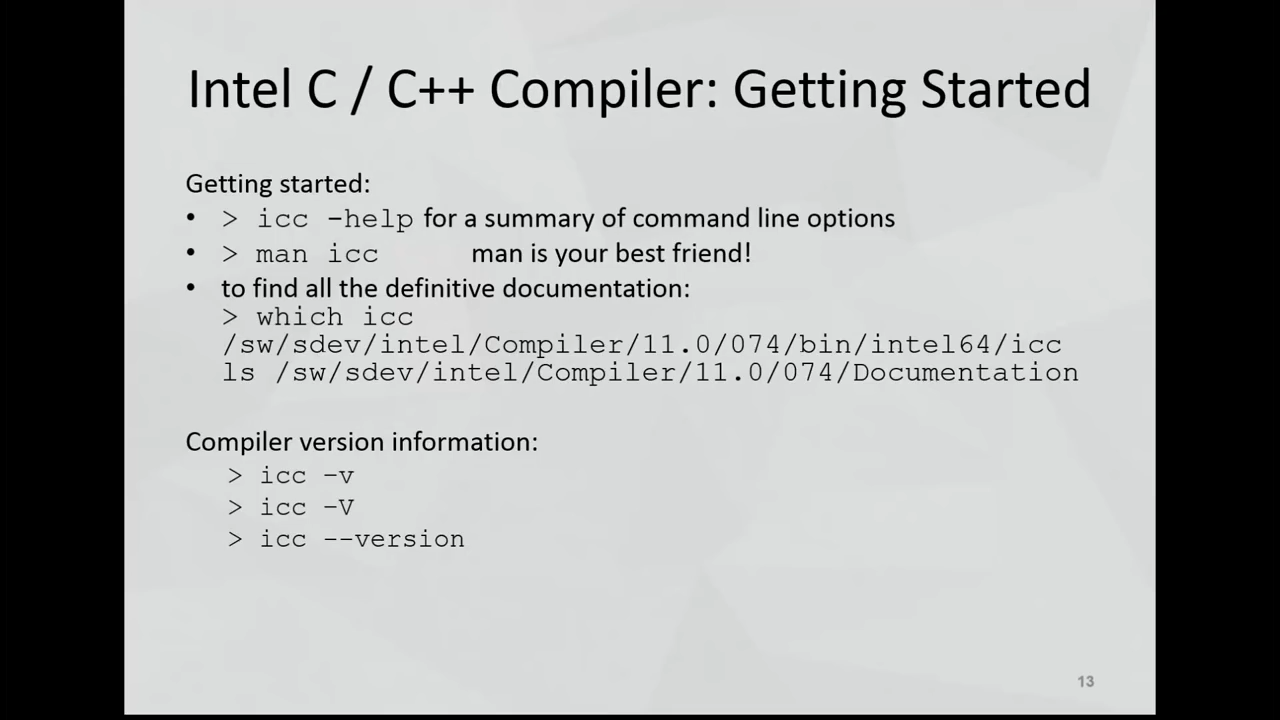 Intel C / C++ Compiler: Getting Started
Getting started:
• > icc -help for a summary of command line options
• > man icc man is your best friend!
• to find all the definitive documentation:
> which icc
/sw/sdev/intel/Compiler/11.0/074/bin/intel64/icc
ls /sw/sdev/intel/Compiler/11.0/074/Documentation
Compiler version information:
> icc –v
> icc –V
> icc --version
13